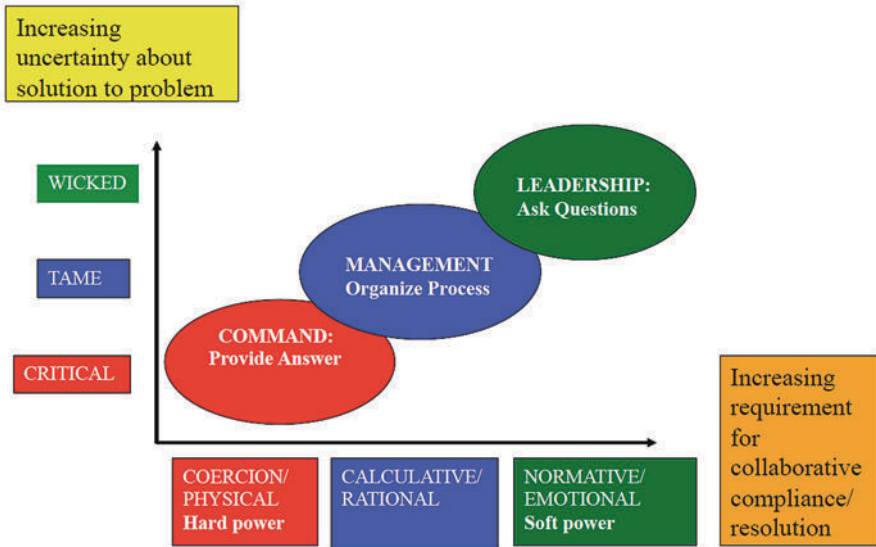 Increasing
uncertainty about
solution to problem
WICKED
LEADERSHIP:
Ask Questions
TAME
MANAGEMENT
Organize Process
COMMAND:
Provide Answer
CRITICAL
Increasing
requirement
for
collaborative
compliance/
resolution
COERCION/
PHYSICAL
Hard power
CALCULATIVE/
RATIONAL
NORMATIVE/
EMOTIONAL
Soft power